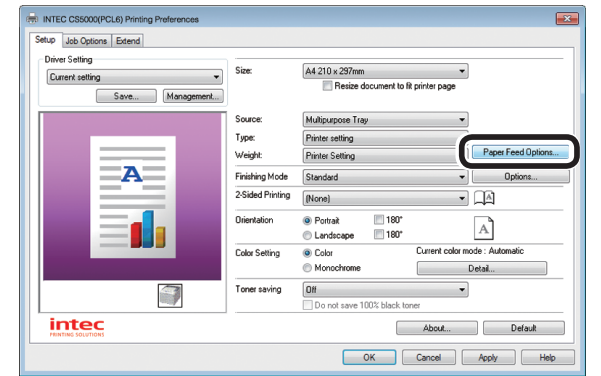 INTEC CS5000(PCL6) Printing Preferences
Setup Job Options Extend
Driver Setting
Current setting
Save... Management...
Size: A4 210 x 297mm
Resize document to fit printer page
Source: Multipurpose Tray
Type: Printer setting
Weight: Printer Setting
Paper Feed Options...
Finishing Mode Standard Options...
2-Sided Printing (None)
Orientation Portrait 180°
Landscape 180°
Color Setting Color Current color mode : Automatic
Monochrome Detail...
Toner saving Off
Do not save 100% black toner
A
A
A
intec
PRINTING SOLUTIONS
About... Default
OK Cancel Apply Help